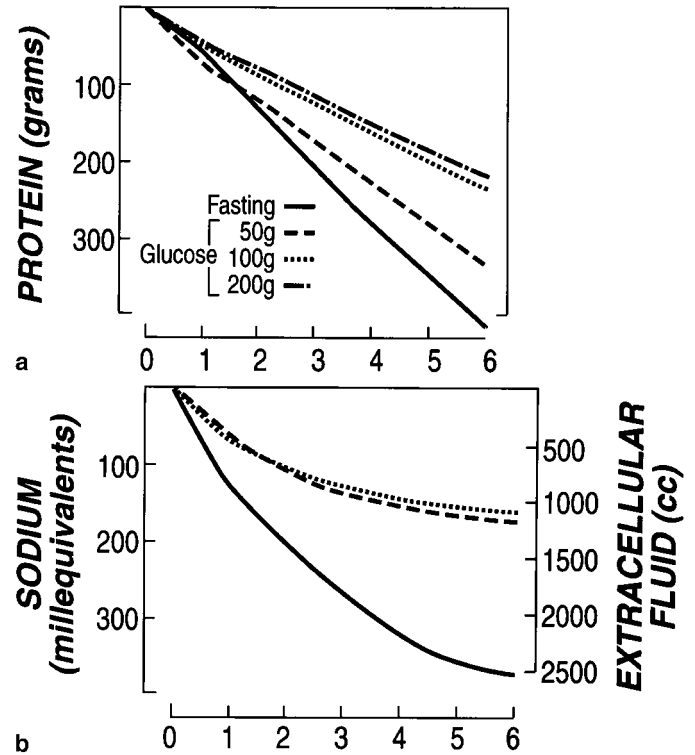 PROTEIN (grams)
100
200
300
Fasting
Glucose
50g
100g
200g
0 1 2 3 4 5 6
a
SODIUM
(millequivalents)
100
200
300
500
1000
1500
2000
2500
EXTRACELLULAR
FLUID (cc)
0 1 2 3 4 5 6
b